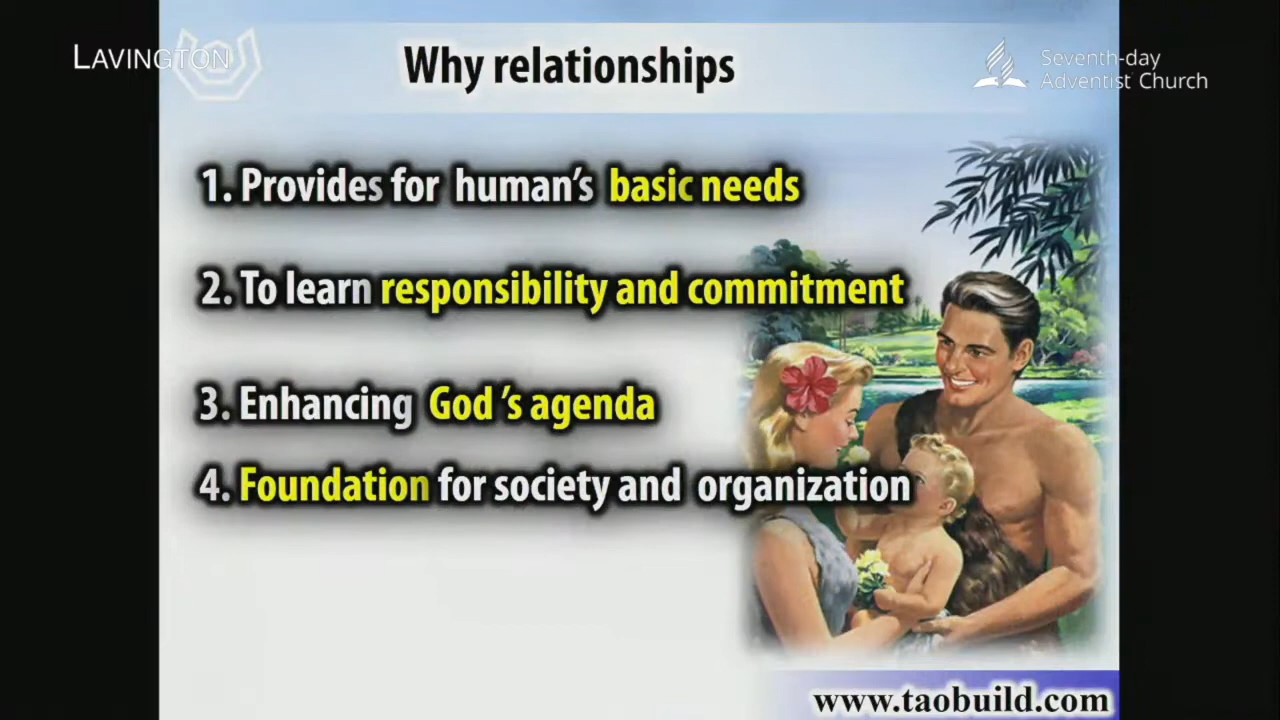 LAVINGTON
Why relationships
Seventh-day
Adventist Church
1. Provides for human's basic needs
2. To learn responsibility and commitment
3. Enhancing God 's agenda
4. Foundation for society and organization
www.taobuild.com